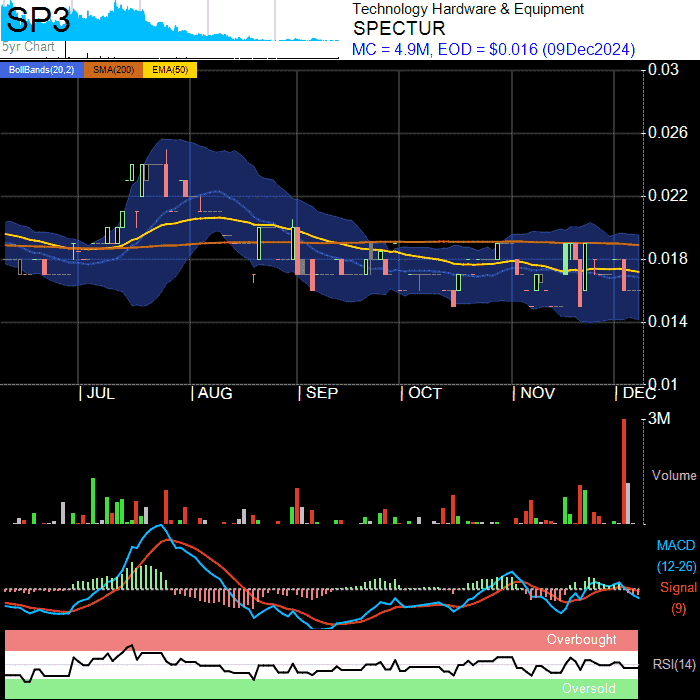 SP3
5yr Chart
Technology Hardware & Equipment
SPECTUR
MC = 4.9M, EOD = $0.016 (09Dec2024)
BollBands(20,2) SMA(200) EMA(50)
0.03
0.026
0.022
0.018
0.014
0.01
| JUL | AUG | SEP | OCT | NOV | DEC
3M
Volume
MACD
(12-26)
Signal
(9)
Overbought
RSI(14)
Oversold